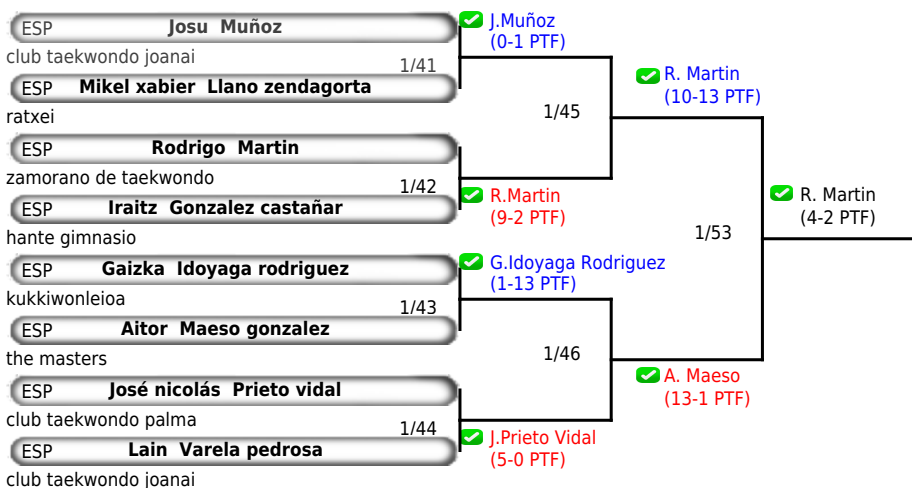 ESP Josu Muñoz
club taekwondo joanai
1/41
ESP Mikel xabier Llano zendagorta
ratxei
ESP Rodrigo Martin
zamorano de taekwondo
1/42
ESP Iraitz Gonzalez castañar
hante gimnasio
ESP Gaizka Idoyaga rodriguez
kukkiwonleioa
1/43
ESP Aitor Maeso gonzalez
the masters
ESP José nicolás Prieto vidal
club taekwondo palma
1/44
ESP Lain Varela pedrosa
club taekwondo joanai
J.Muñoz
(0-1 PTF)
1/45
R.Martin
(9-2 PTF)
G.Idoyaga Rodriguez
(1-13 PTF)
1/46
J.Prieto Vidal
(5-0 PTF)
R. Martin
(10-13 PTF)
1/53
A. Maeso
(13-1 PTF)
R. Martin
(4-2 PTF)